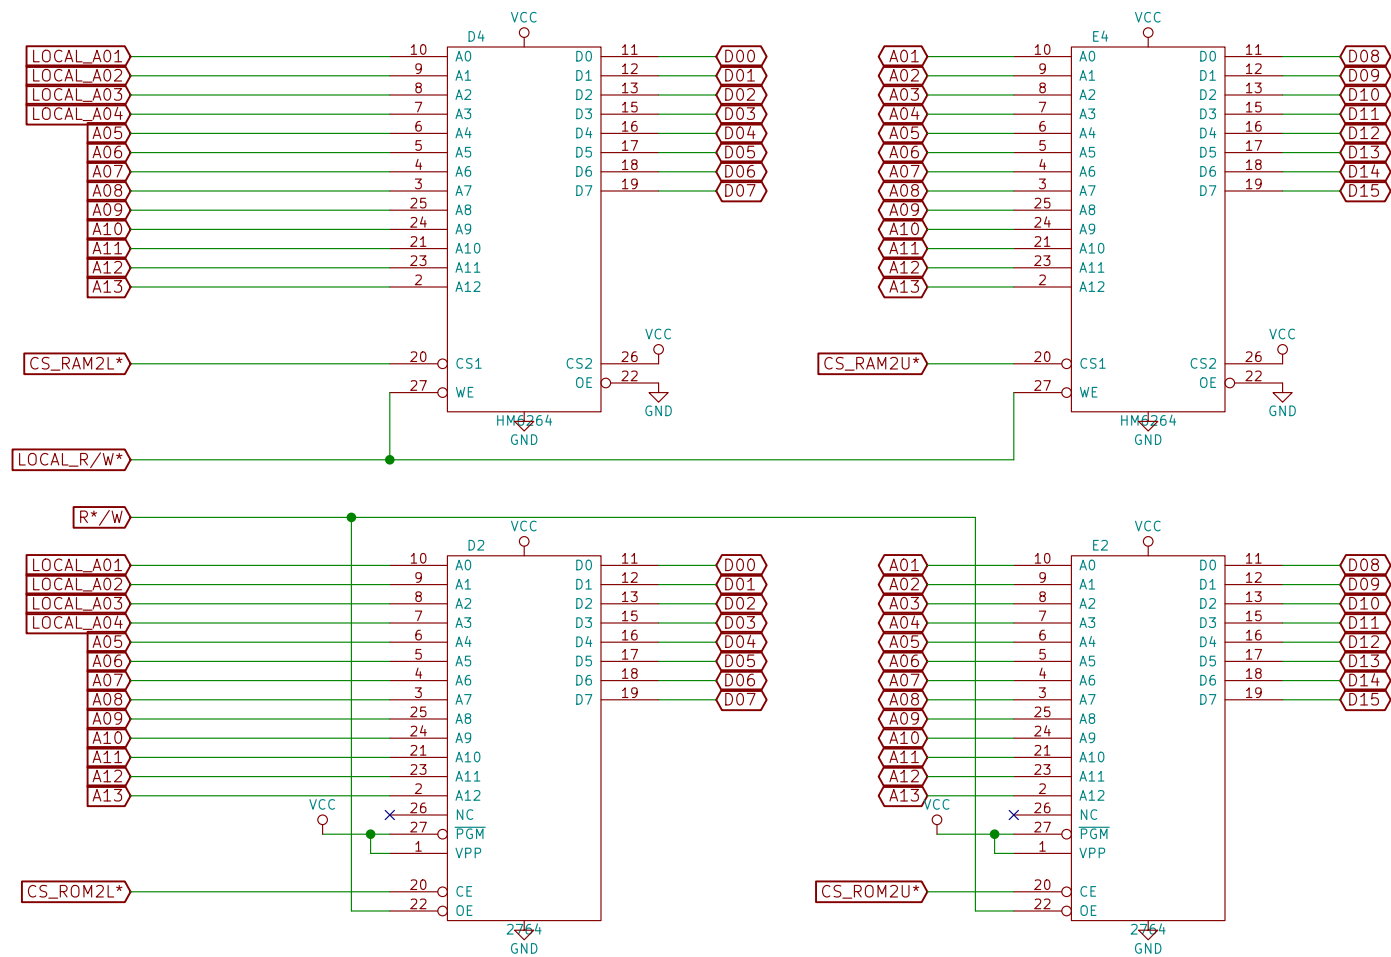 VCC VCC
D4 E4
LOCAL_A01 10 A0 D0 11 D00 A01 10 A0 D0 11 D08
LOCAL_A02 9 A1 D1 12 D01 A02 9 A1 D1 12 D09
LOCAL_A03 8 A2 D2 13 D02 A03 8 A2 D2 13 D10
LOCAL_A04 7 A3 D3 15 D03 A04 7 A3 D3 15 D11
A05 6 A4 D4 16 D04 A05 6 A4 D4 16 D12
A06 5 A5 D5 17 D05 A06 5 A5 D5 17 D13
A07 4 A6 D6 18 D06 A07 4 A6 D6 18 D14
A08 3 A7 D7 19 D07 A08 3 A7 D7 19 D15
A09 25 A8 A09 25 A8
A10 24 A9 A10 24 A9
A11 21 A10 A11 21 A10
A12 23 A11 A12 23 A11
A13 2 A12 A13 2 A12
VCC VCC
CS_RAM2L* 20 CS1 CS2 26 CS_RAM2U* 20 CS1 CS2 26
OE 22 OE 22
27 WE 27 WE
GND GND
HM6264 HM6264
GND GND
LOCAL_R/W*
R*/W
VCC VCC
D2 E2
LOCAL_A01 10 A0 D0 11 D00 A01 10 A0 D0 11 D08
LOCAL_A02 9 A1 D1 12 D01 A02 9 A1 D1 12 D09
LOCAL_A03 8 A2 D2 13 D02 A03 8 A2 D2 13 D10
LOCAL_A04 7 A3 D3 15 D03 A04 7 A3 D3 15 D11
A05 6 A4 D4 16 D04 A05 6 A4 D4 16 D12
A06 5 A5 D5 17 D05 A06 5 A5 D5 17 D13
A07 4 A6 D6 18 D06 A07 4 A6 D6 18 D14
A08 3 A7 D7 19 D07 A08 3 A7 D7 19 D15
A09 25 A8 A09 25 A8
A10 24 A9 A10 24 A9
A11 21 A10 A11 21 A10
A12 23 A11 A12 23 A11
A13 2 A12 A13 2 A12
VCC VCC
26 NC 26 NC
27 PGM 27 PGM
1 VPP 1 VPP
CS_ROM2L* 20 CE CS_ROM2U* 20 CE
22 OE 22 OE
2764 2764
GND GND